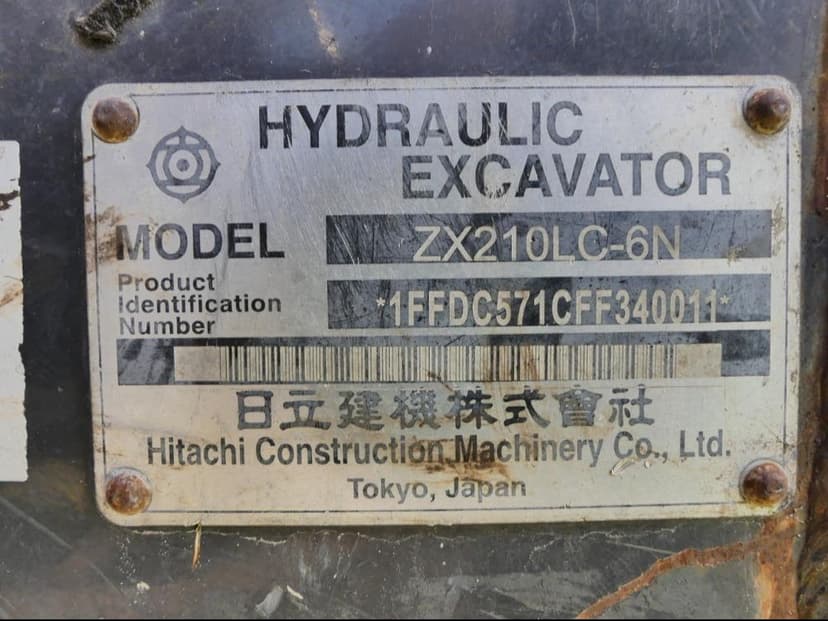 HYDRAULIC
EXCAVATOR
MODEL ZX210LC-6N
Product
Identification
Number
*1FFDC571CFF340011*
日立建機株式會社
Hitachi Construction Machinery Co., Ltd.
Tokyo, Japan